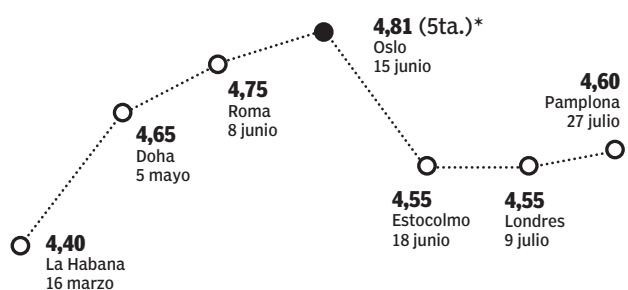 4,81 (5ta.)*
Oslo
15 junio
4,75
Roma
8 junio
4,65
Doha
5 mayo
4,40
La Habana
16 marzo
4,55
Estocolmo
18 junio
4,55
Londres
9 julio
4,60
Pamplona
27 julio